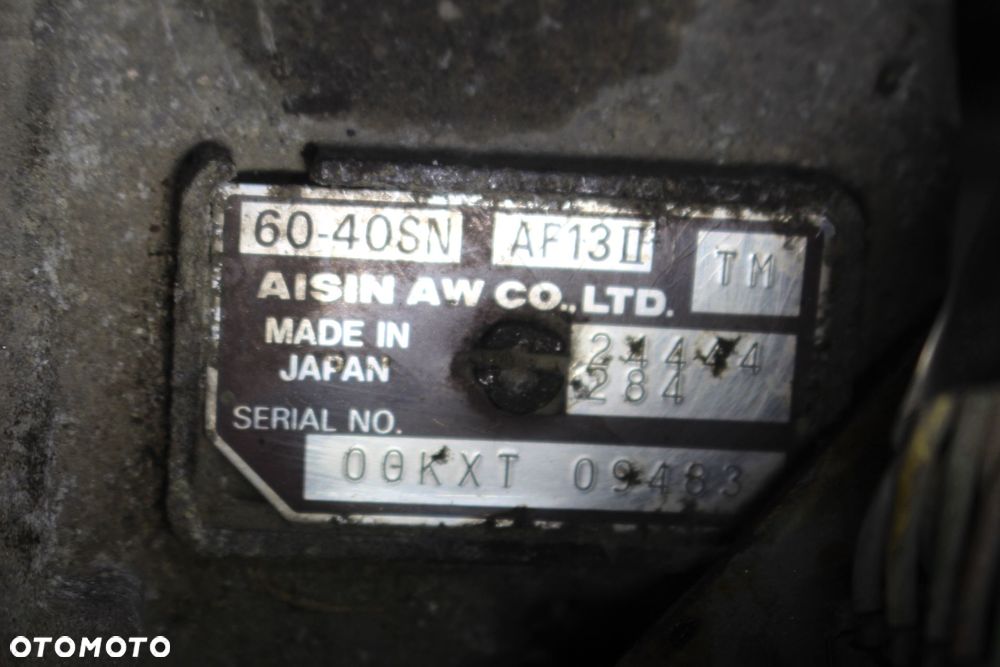 60-40SN AF13II TM
AISIN AW CO., LTD.
MADE IN
JAPAN
24444
284
SERIAL NO.
00KXT 09483
OTOMOTO